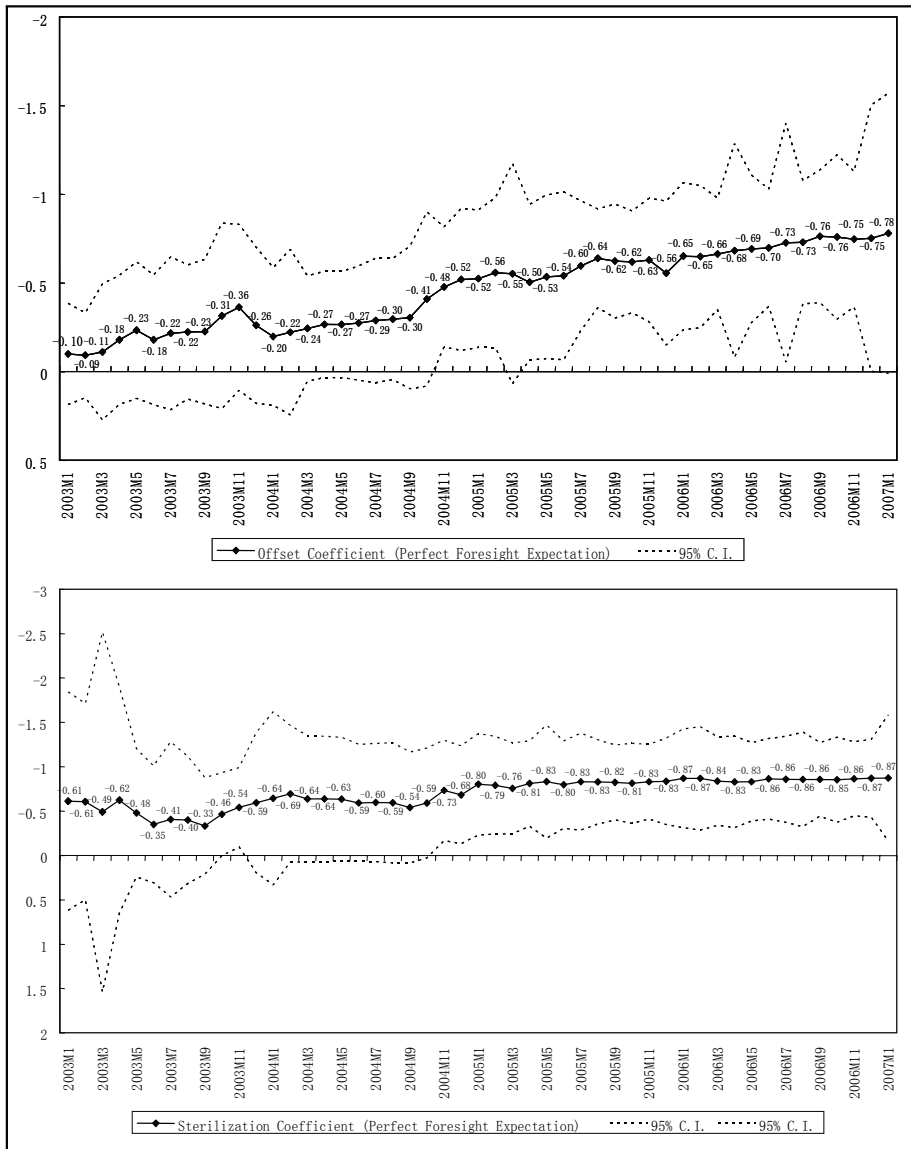 -2
-1.5
-1
-0.5
0
0.5
-0.10
-0.09
-0.11
-0.18
-0.23
-0.18
-0.22
-0.22
-0.23
-0.31
-0.36
-0.26
-0.20
-0.22
-0.24
-0.27
-0.27
-0.27
-0.29
-0.30
-0.30
-0.41
-0.48
-0.52
-0.52
-0.56
-0.55
-0.50
-0.53
-0.54
-0.60
-0.64
-0.62
-0.62
-0.63
-0.56
-0.65
-0.65
-0.66
-0.68
-0.69
-0.70
-0.73
-0.73
-0.76
-0.76
-0.75
-0.75
-0.78
2003M1
2003M3
2003M5
2003M7
2003M9
2003M11
2004M1
2004M3
2004M5
2004M7
2004M9
2004M11
2005M1
2005M3
2005M5
2005M7
2005M9
2005M11
2006M1
2006M3
2006M5
2006M7
2006M9
2006M11
2007M1
Offset Coefficient (Perfect Foresight Expectation)
95% C.I.
-3
-2.5
-2
-1.5
-1
-0.5
0
0.5
1
1.5
2
-0.61
-0.61
-0.49
-0.62
-0.48
-0.35
-0.41
-0.40
-0.33
-0.46
-0.54
-0.59
-0.64
-0.69
-0.64
-0.64
-0.63
-0.59
-0.60
-0.59
-0.54
-0.59
-0.73
-0.68
-0.80
-0.79
-0.76
-0.81
-0.83
-0.80
-0.83
-0.83
-0.82
-0.81
-0.83
-0.83
-0.87
-0.87
-0.84
-0.83
-0.83
-0.86
-0.86
-0.86
-0.86
-0.85
-0.86
-0.87
-0.87
2003M1
2003M3
2003M5
2003M7
2003M9
2003M11
2004M1
2004M3
2004M5
2004M7
2004M9
2004M11
2005M1
2005M3
2005M5
2005M7
2005M9
2005M11
2006M1
2006M3
2006M5
2006M7
2006M9
2006M11
2007M1
Sterilization Coefficient (Perfect Foresight Expectation)
95% C.I.
95% C.I.